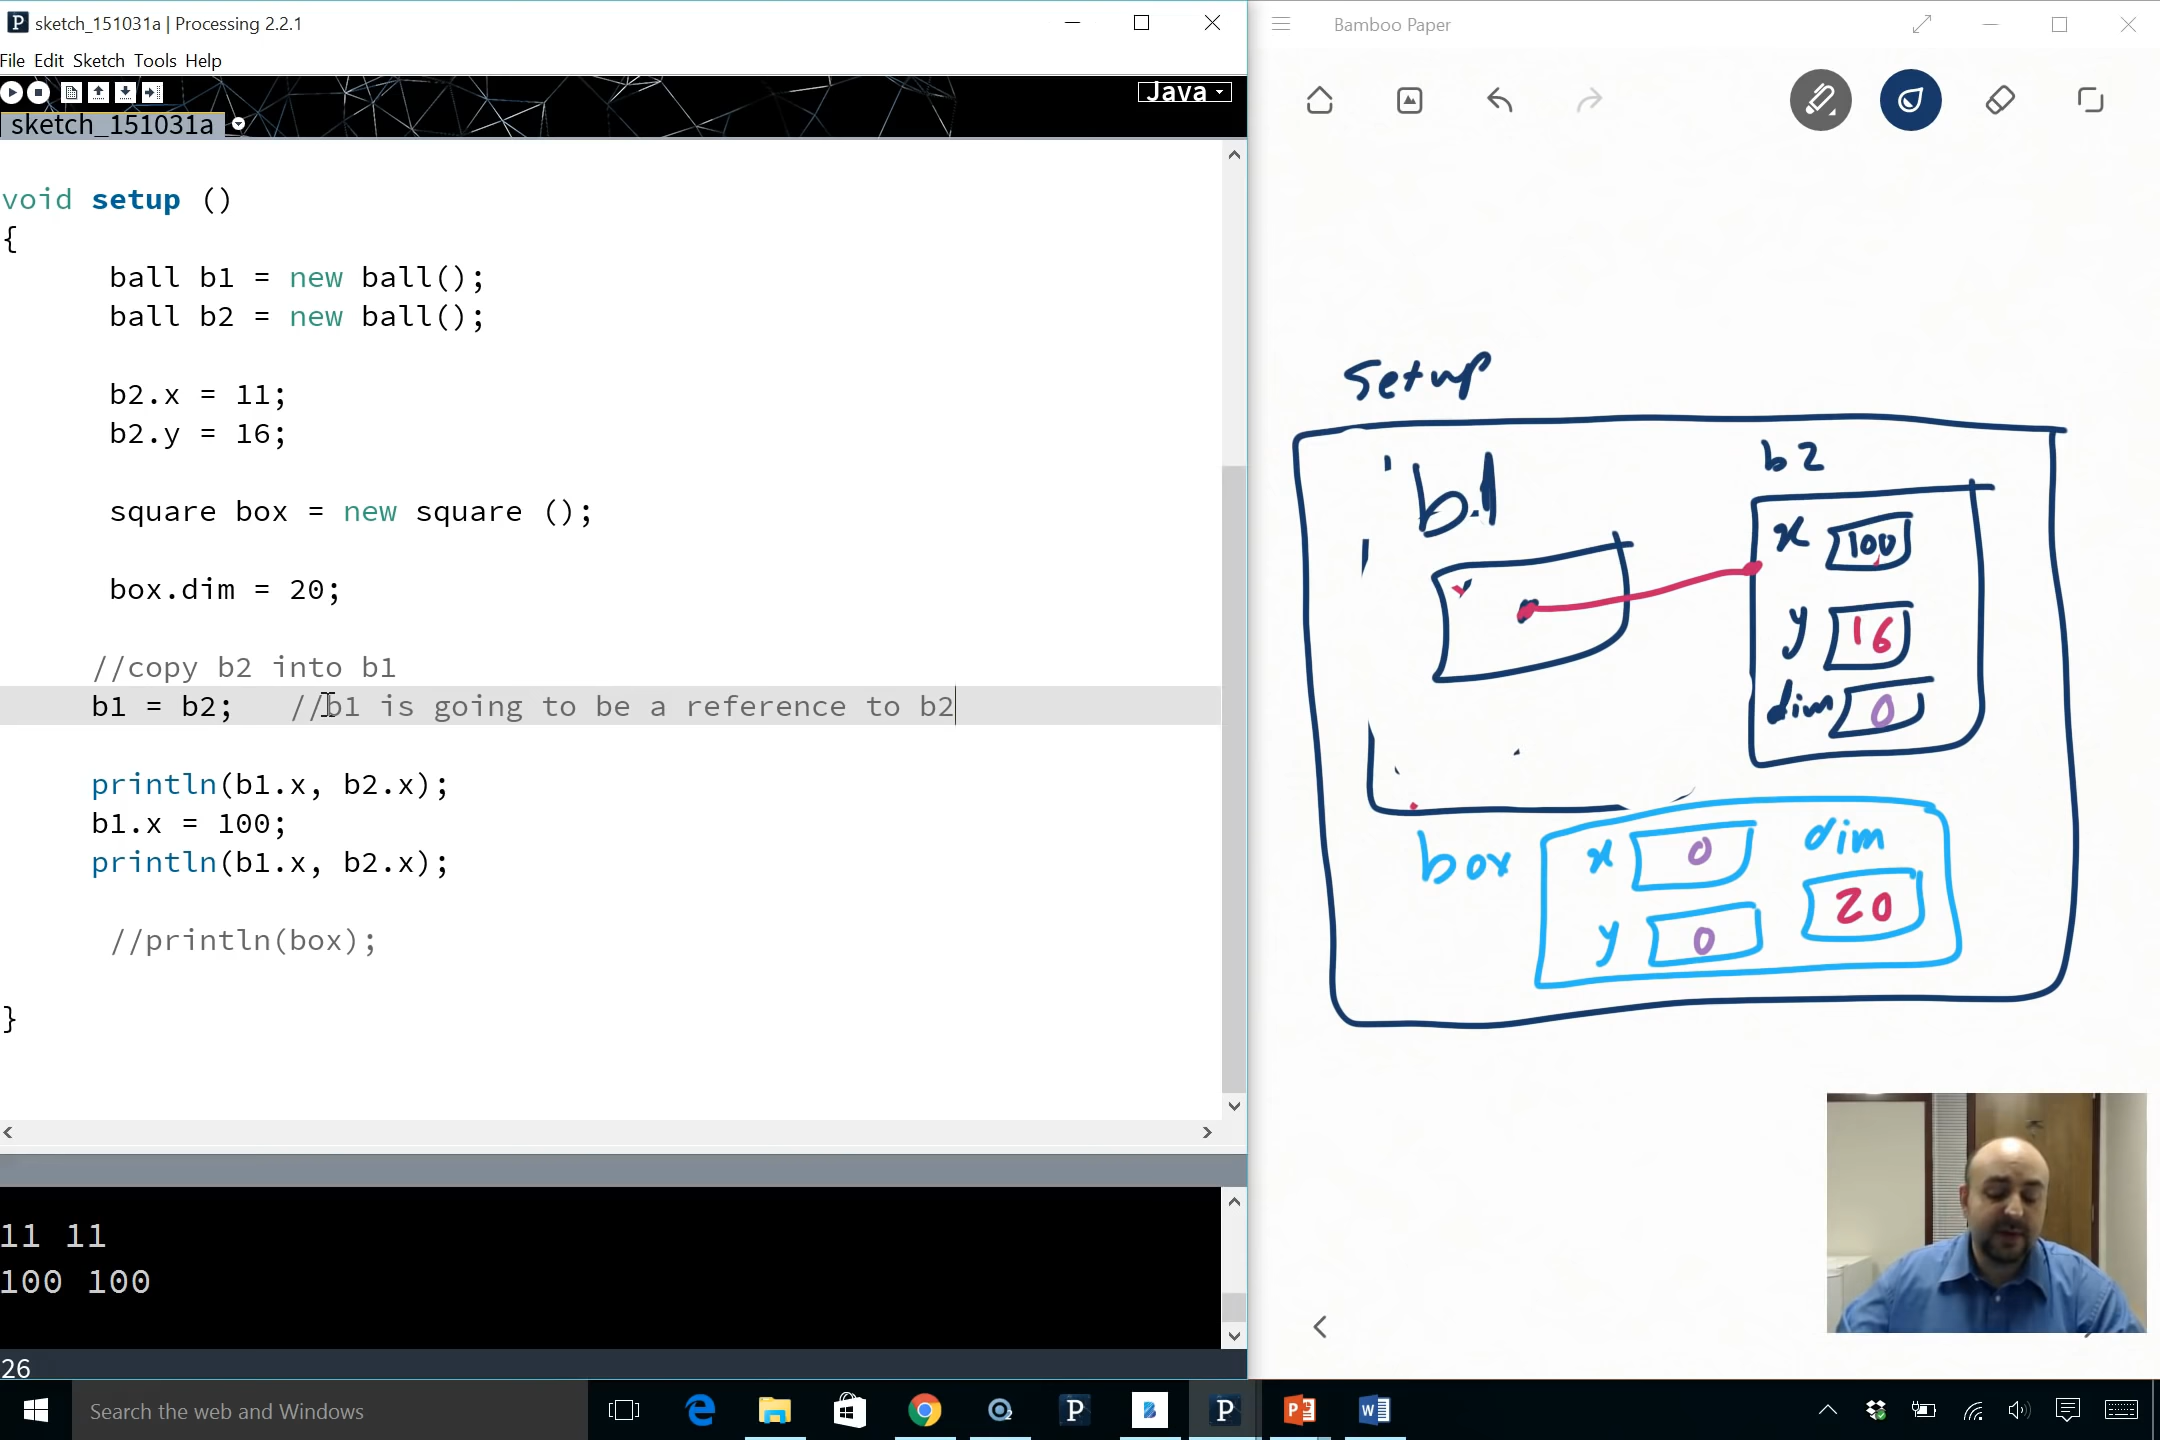 sketch_151031a | Processing 2.2.1
File Edit Sketch Tools Help
Java
sketch_151031a
void setup ()
{
ball b1 = new ball();
ball b2 = new ball();
b2.x = 11;
b2.y = 16;
square box = new square ();
box.dim = 20;
//copy b2 into b1
b1 = b2;   //b1 is going to be a reference to b2
println(b1.x, b2.x);
b1.x = 100;
println(b1.x, b2.x);
//println(box);
}
11 11
100 100
26
Bamboo Paper
Setup
b1
b2
x 100
y 16
dim 0
box x 0 dim
y 0 20
Search the web and Windows